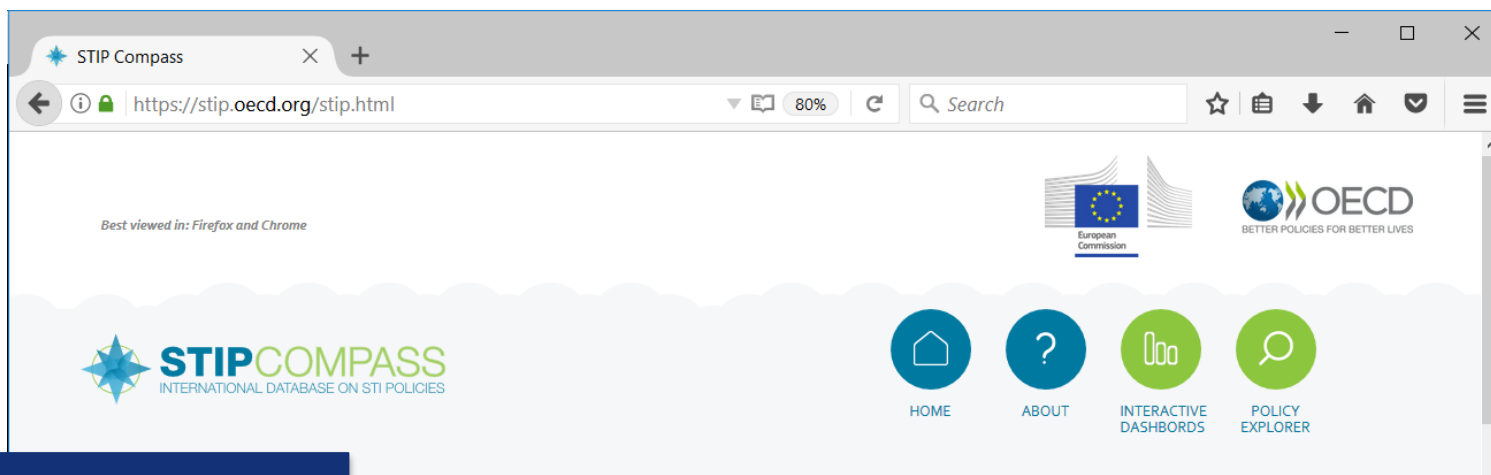 STIP Compass
https://stip.oecd.org/stip.html
80%
Search
Best viewed in: Firefox and Chrome
European
Commission
OECD
BETTER POLICIES FOR BETTER LIVES
STIPCOMPASS
INTERNATIONAL DATABASE ON STI POLICIES
HOME
ABOUT
INTERACTIVE
DASHBORDS
POLICY
EXPLORER